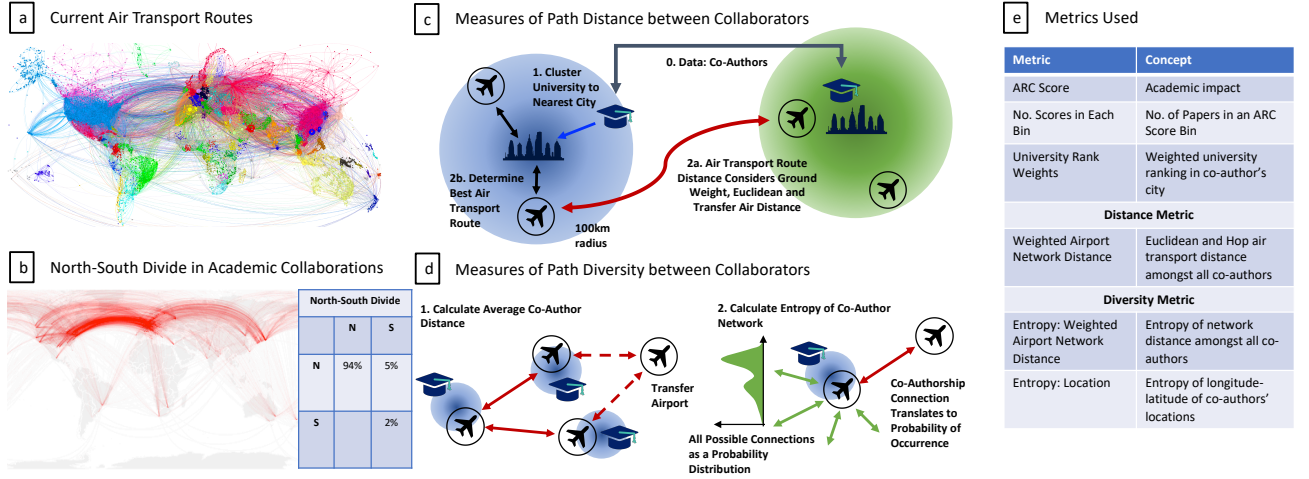 a Current Air Transport Routes
b North-South Divide in Academic Collaborations
North-South Divide
N S
N 94% 5%
S 2%
c Measures of Path Distance between Collaborators
0. Data: Co-Authors
1. Cluster
University to
Nearest City
2b. Determine
Best Air
Transport
Route
100km
radius
2a. Air Transport Route
Distance Considers Ground
Weight, Euclidean and
Transfer Air Distance
d Measures of Path Diversity between Collaborators
1. Calculate Average Co-Author
Distance
Transfer
Airport
2. Calculate Entropy of Co-Author
Network
Co-Authorship
Connection
Translates to
Probability of
Occurrence
All Possible Connections
as a Probability
Distribution
e Metrics Used
Metric Concept
ARC Score Academic impact
No. Scores in Each No. of Papers in an ARC
Bin Score Bin
University Rank Weighted university
Weights ranking in co-author's
city
Distance Metric
Weighted Airport Euclidean and Hop air
Network Distance transport distance
amongst all co-authors
Diversity Metric
Entropy: Weighted Entropy of network
Airport Network distance amongst all co-
Distance authors
Entropy: Location Entropy of longitude-
latitude of co-authors'
locations